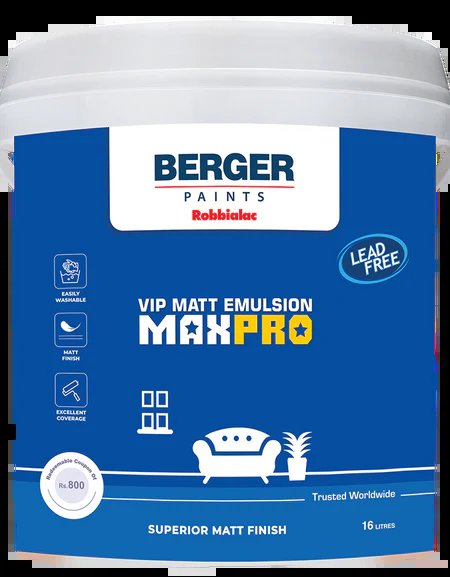 BERGER
PAINTS
Robbialac
LEAD
FREE
EASILY
WASHABLE
VIP MATT EMULSION
MAXPRO
MATT
FINISH
EXCELLENT
COVERAGE
Redeemable Coupon Of
Rs.800
Trusted Worldwide
SUPERIOR MATT FINISH
16 LITRES